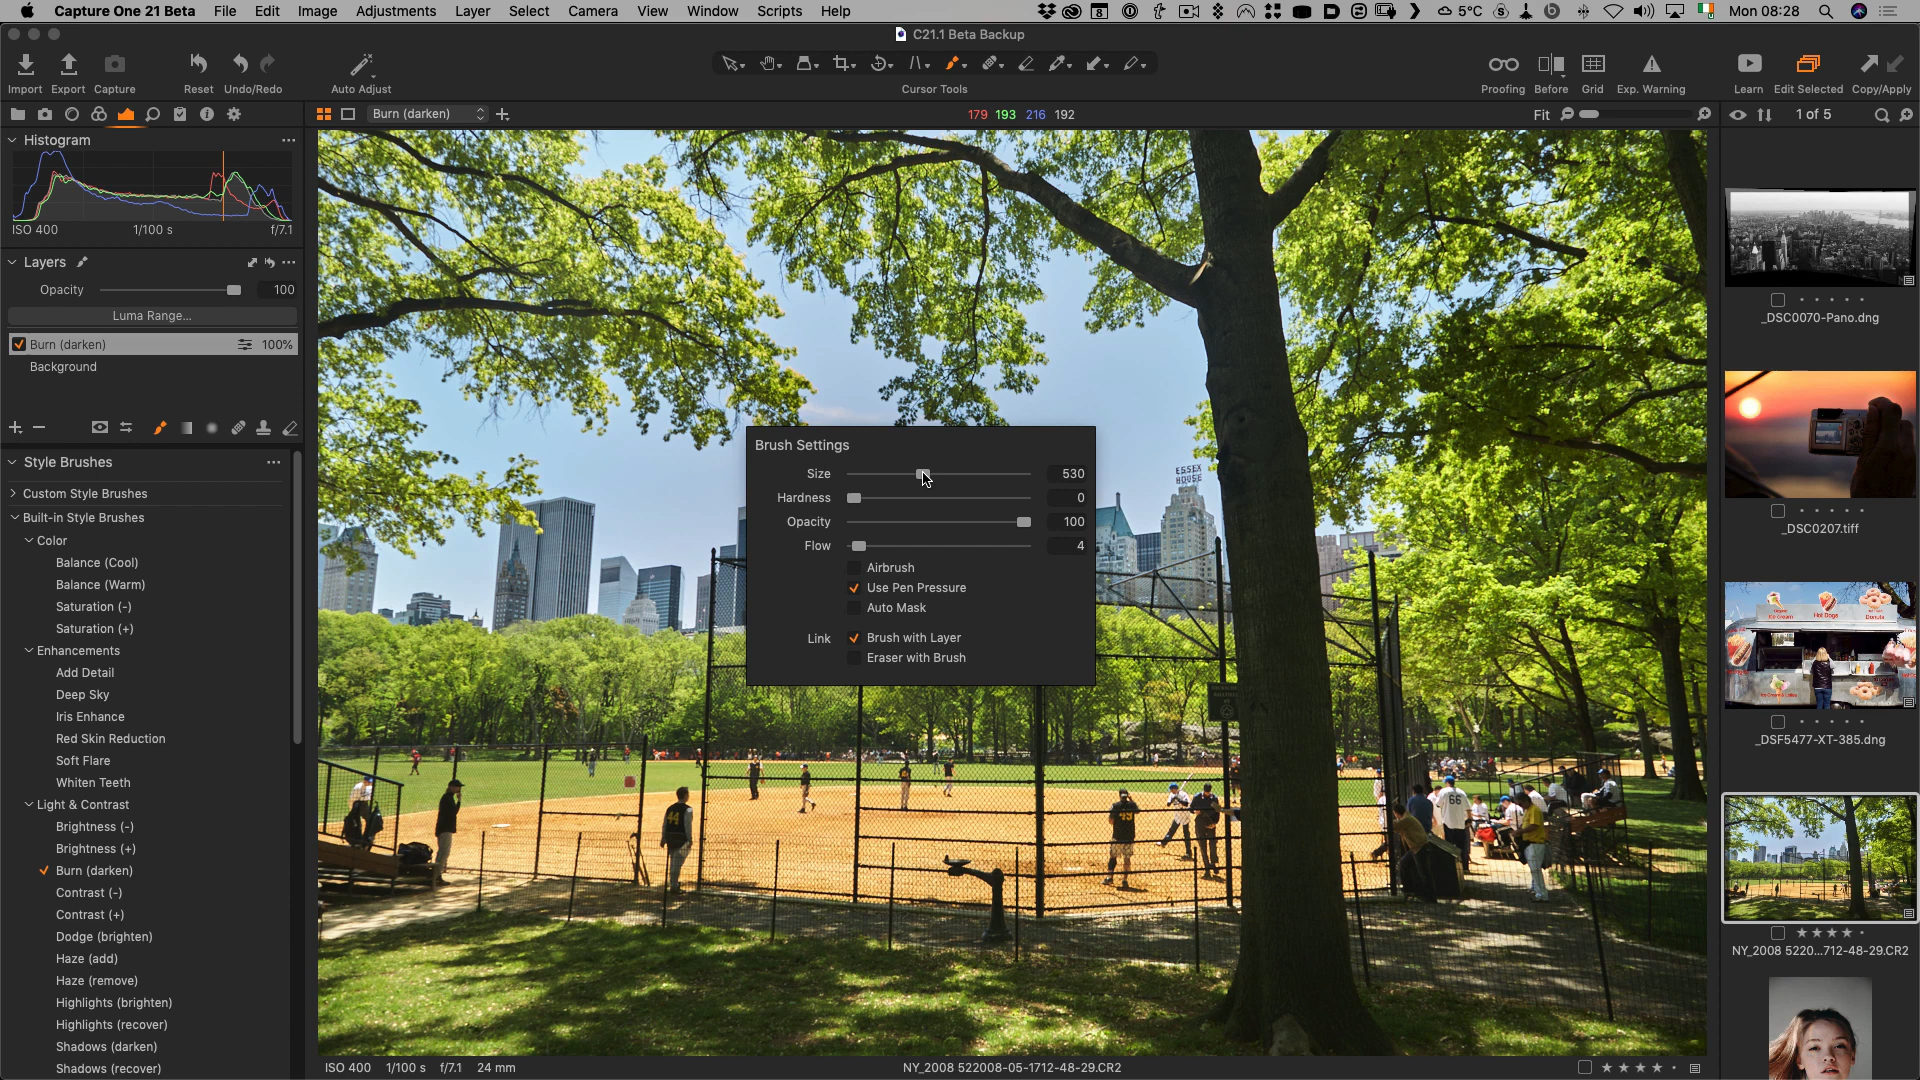 Capture One 21 Beta File Edit Image Adjustments Layer Select Camera View Window Scripts Help
8 5°C Mon 08:28
C21.1 Beta Backup
Import Export Capture Reset Undo/Redo Auto Adjust Cursor Tools Proofing Before Grid Exp. Warning Learn Edit Selected Copy/Apply
Burn (darken)
179 193 216 192
Fit
1 of 5
Histogram
ISO 400 1/100 s f/7.1
Layers
Opacity 100
Luma Range...
Burn (darken) 100%
Background
Style Brushes
Custom Style Brushes
Built-in Style Brushes
Color
Balance (Cool)
Balance (Warm)
Saturation (-)
Saturation (+)
Enhancements
Add Detail
Deep Sky
Iris Enhance
Red Skin Reduction
Soft Flare
Whiten Teeth
Light & Contrast
Brightness (-)
Brightness (+)
Burn (darken)
Contrast (-)
Contrast (+)
Dodge (brighten)
Haze (add)
Haze (remove)
Highlights (brighten)
Highlights (recover)
Shadows (darken)
Shadows (recover)
Brush Settings
Size 530
Hardness 0
Opacity 100
Flow 4
Airbrush
Use Pen Pressure
Auto Mask
Link Brush with Layer
Eraser with Brush
ESSEX
HOUSE
44
49
66
ISO 400 1/100 s f/7.1 24 mm
NY_2008 522008-05-1712-48-29.CR2
_DSC0070-Pano.dng
_DSC0207.tiff
Hot Dogs
Donuts
Ice Cream
_DSF5477-XT-385.dng
NY_2008 5220...712-48-29.CR2